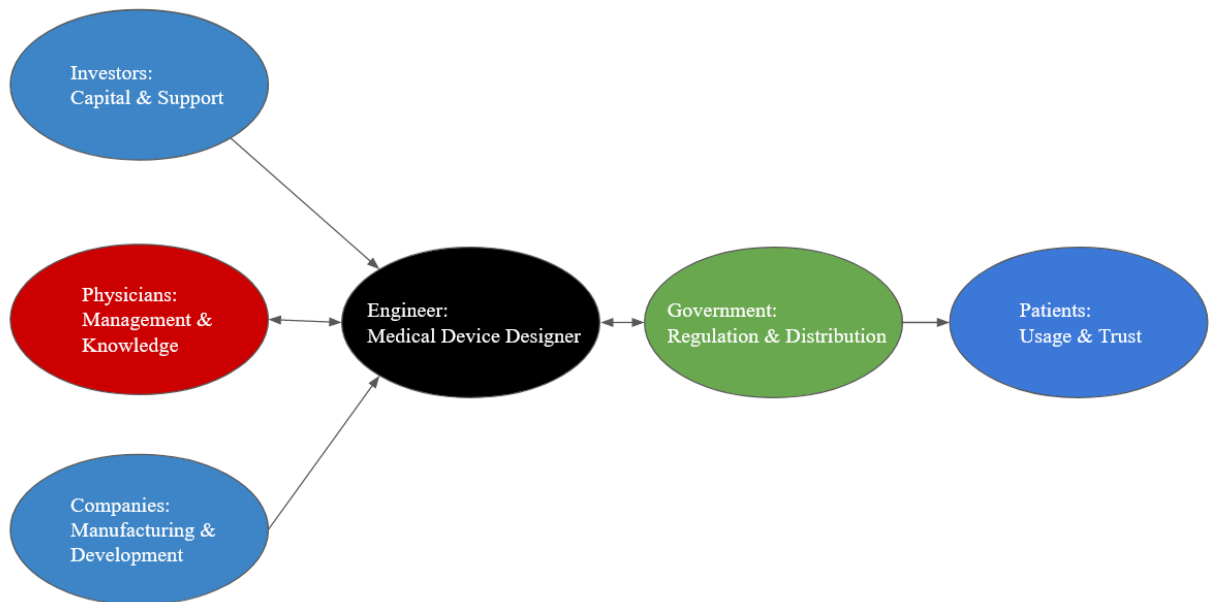 Investors:
Capital & Support
Physicians:
Management &
Knowledge
Engineer:
Medical Device Designer
Government:
Regulation & Distribution
Patients:
Usage & Trust
Companies:
Manufacturing &
Development